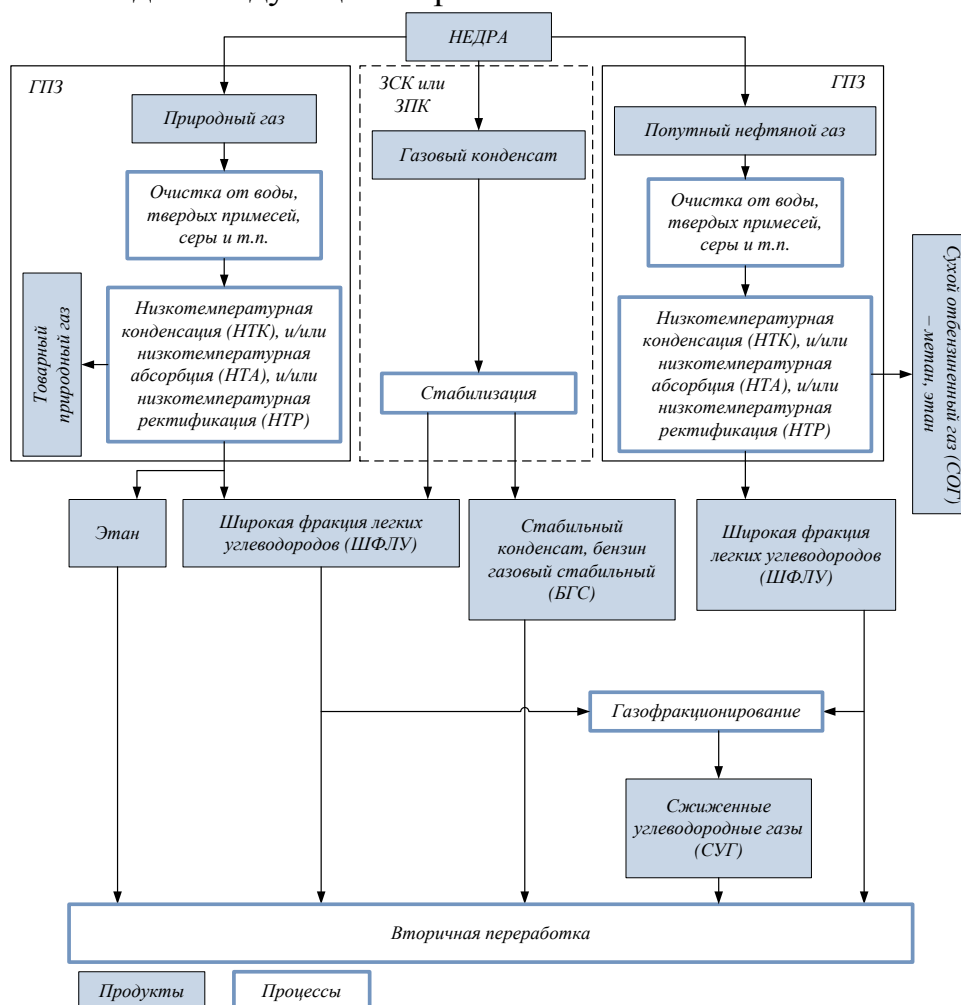 НЕДРА
ГПЗ
ЗСК или
ЗПК
ГПЗ
Природный газ
Газовый конденсат
Попутный нефтяной газ
Очистка от воды,
твердых примесей,
серы и т.п.
Очистка от воды,
твердых примесей,
серы и т.п.
Товарный
природный газ
Низкотемпературная
конденсация (НТК), и/или
низкотемпературная
абсорбция (НТА), и/или
низкотемпературная
ректификация (НТР)
Стабилизация
Низкотемпературная
конденсация (НТК), и/или
низкотемпературная
абсорбция (НТА), и/или
низкотемпературная
ректификация (НТР)
Сухой отбензиненный газ (СОГ)
– метан, этан
Этан
Широкая фракция легких
углеводородов (ШФЛУ)
Стабильный
конденсат, бензин
газовый стабильный
(БГС)
Широкая фракция
легких углеводородов
(ШФЛУ)
Газофракционирование
Сжиженные
углеводородные газы
(СУГ)
Вторичная переработка
Продукты
Процессы